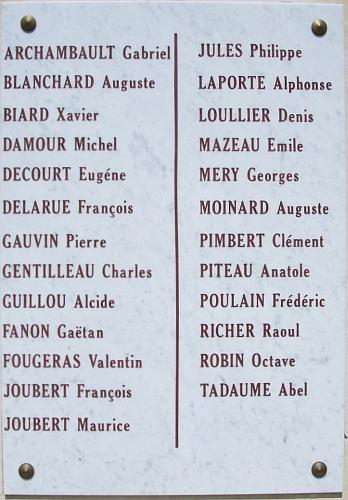 ARCHAMBAULT Gabriel
BLANCHARD Auguste
BIARD Xavier
DAMOUR Michel
DECOURT Eugéne
DELARUE François
GAUVIN Pierre
GENTILLEAU Charles
GUILLOU Alcide
FANON Gaëtan
FOUGERAS Valentin
JOUBERT François
JOUBERT Maurice
JULES Philippe
LAPORTE Alphonse
LOULLIER Denis
MAZEAU Emile
MERY Georges
MOINARD Auguste
PIMBERT Clément
PITEAU Anatole
POULAIN Frédéric
RICHER Raoul
ROBIN Octave
TADAUME Abel